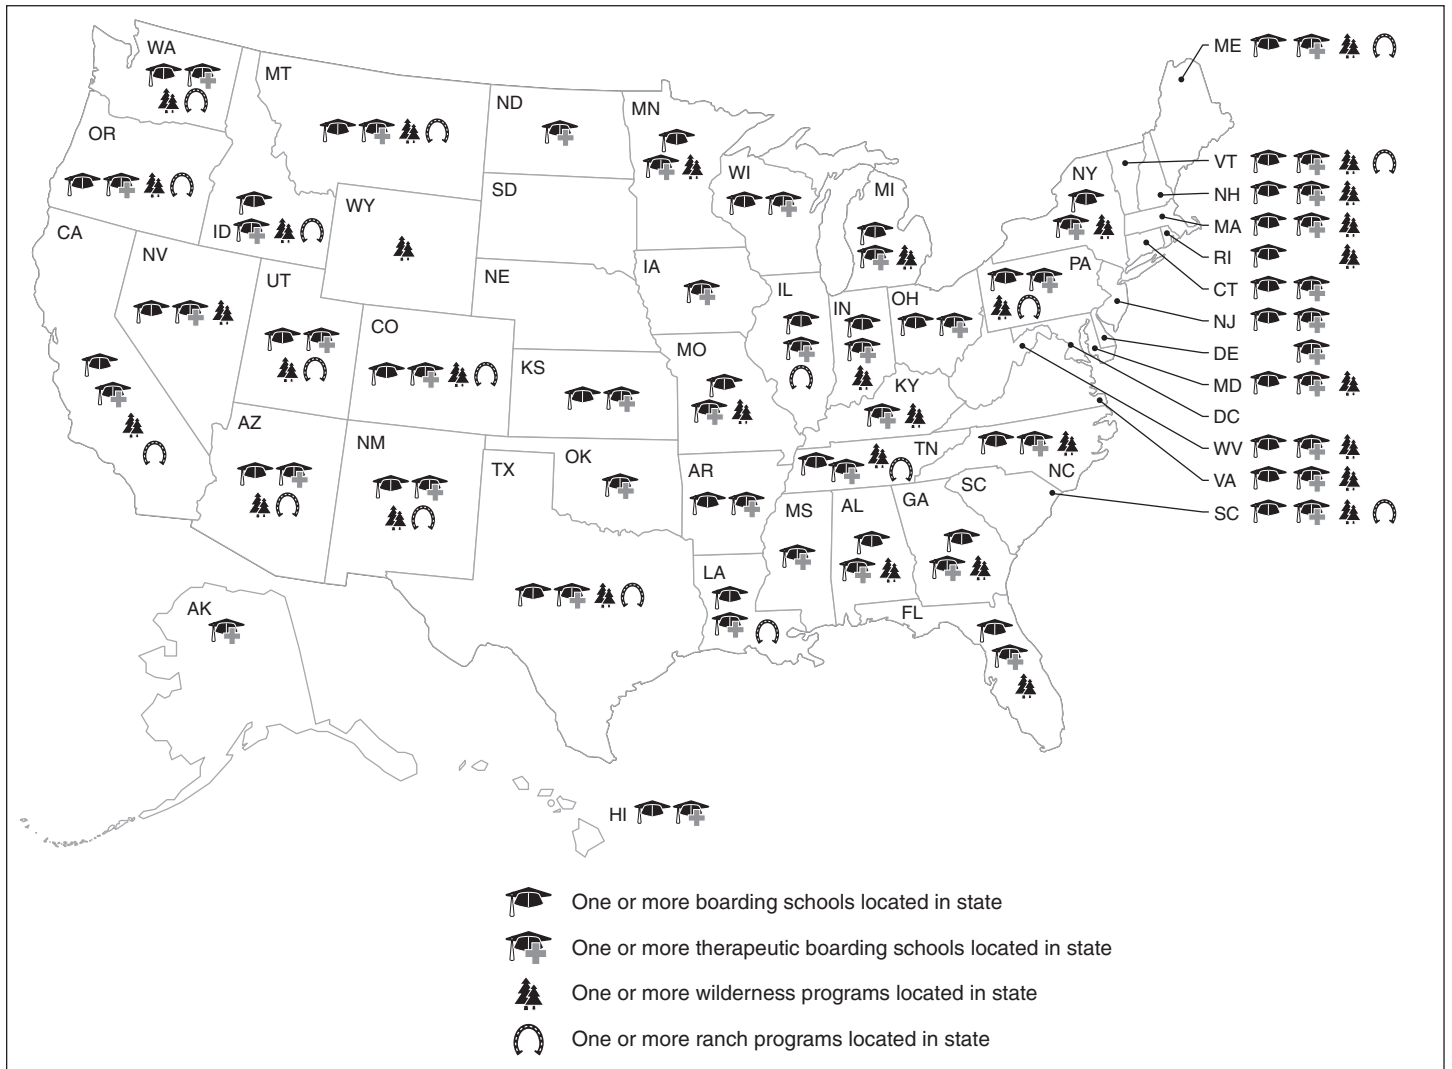 WA
MT
ME
ND
MN
OR
VT
NY
WI
MI
SD
NH
WY
MA
ID
CA
NV
RI
IA
PA
UT
NE
CT
IL
OH
IN
NJ
CO
MO
DE
KS
KY
MD
DC
AZ
NM
TN
WV
OK
TX
AR
NC
VA
SC
GA
AL
MS
SC
LA
AK
FL
HI
One or more boarding schools located in state
One or more therapeutic boarding schools located in state
One or more wilderness programs located in state
One or more ranch programs located in state